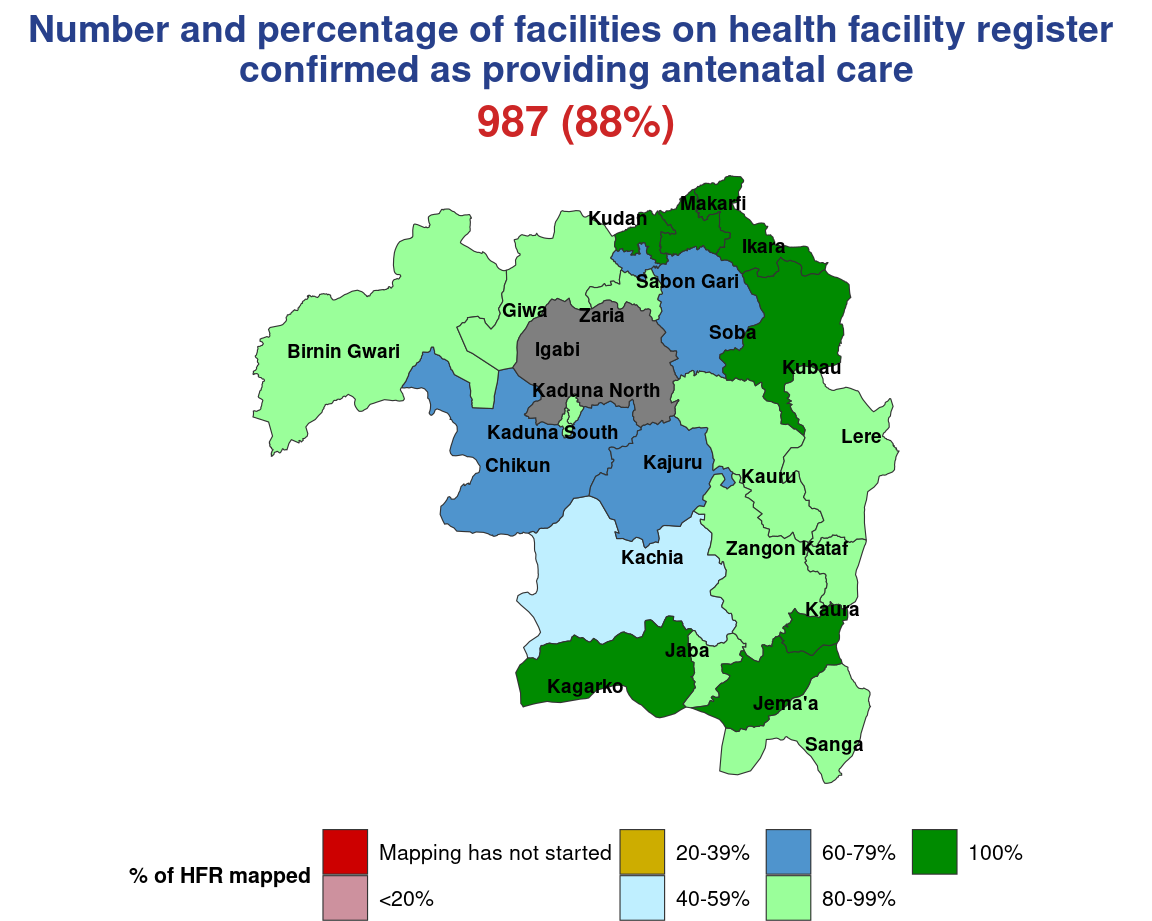 Number and percentage of facilities on health facility register
confirmed as providing antenatal care
987 (88%)
Makarfi
Kudan
Ikara
Sabon Gari
Giwa
Zaria
Soba
Birnin Gwari
Igabi
Kubau
Kaduna North
Kaduna South
Lere
Chikun
Kajuru
Kauru
Zangon Kataf
Kachia
Kaura
Jaba
Kagarko
Jema'a
Sanga
% of HFR mapped
Mapping has not started
<20%
20-39%
40-59%
60-79%
80-99%
100%